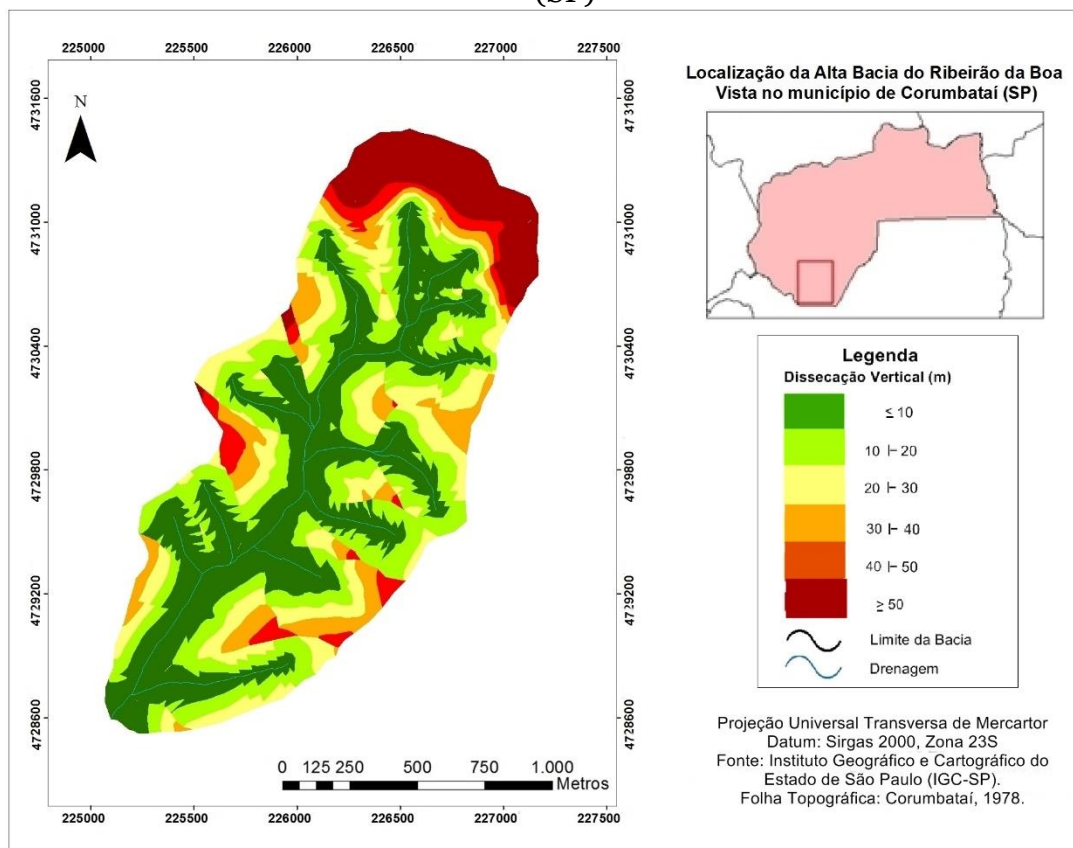 (SP)
225000 225500 226000 226500 227000 227500
4731600
4731000
4730400
4729800
4729200
4728600
N
4731600
4731000
4730400
4729800
4729200
4728600
0 125 250 500 750 1.000
Metros
225000 225500 226000 226500 227000 227500
Localização da Alta Bacia do Ribeirão da Boa
Vista no município de Corumbataí (SP)
Legenda
Dissecação Vertical (m)
≤ 10
10 ⊢ 20
20 ⊢ 30
30 ⊢ 40
40 ⊢ 50
≥ 50
Limite da Bacia
Drenagem
Projeção Universal Transversa de Mercartor
Datum: Sirgas 2000, Zona 23S
Fonte: Instituto Geográfico e Cartográfico do
Estado de São Paulo (IGC-SP).
Folha Topográfica: Corumbataí, 1978.